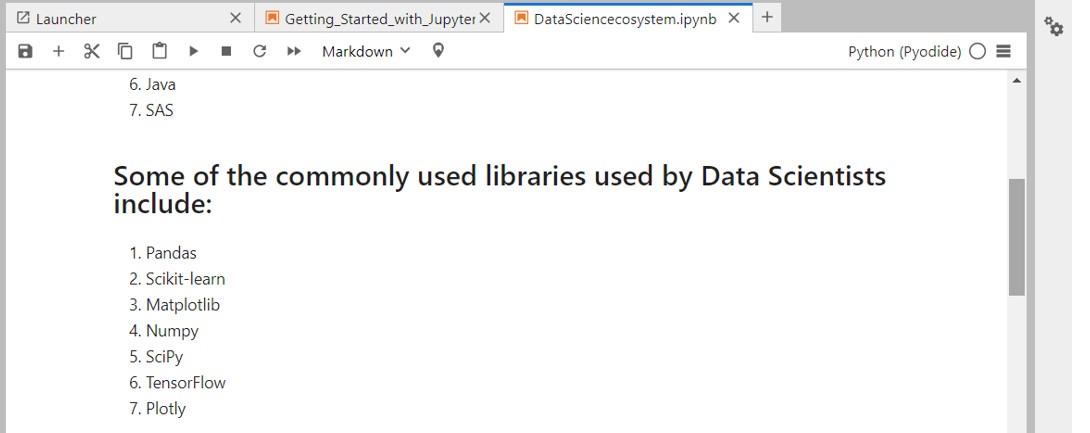 Launcher
Getting_Started_with_Jupyter
DataSciencecosystem.ipynb
Markdown
Python (Pyodide)
6. Java
7. SAS
Some of the commonly used libraries used by Data Scientists
include:
1. Pandas
2. Scikit-learn
3. Matplotlib
4. Numpy
5. SciPy
6. TensorFlow
7. Plotly